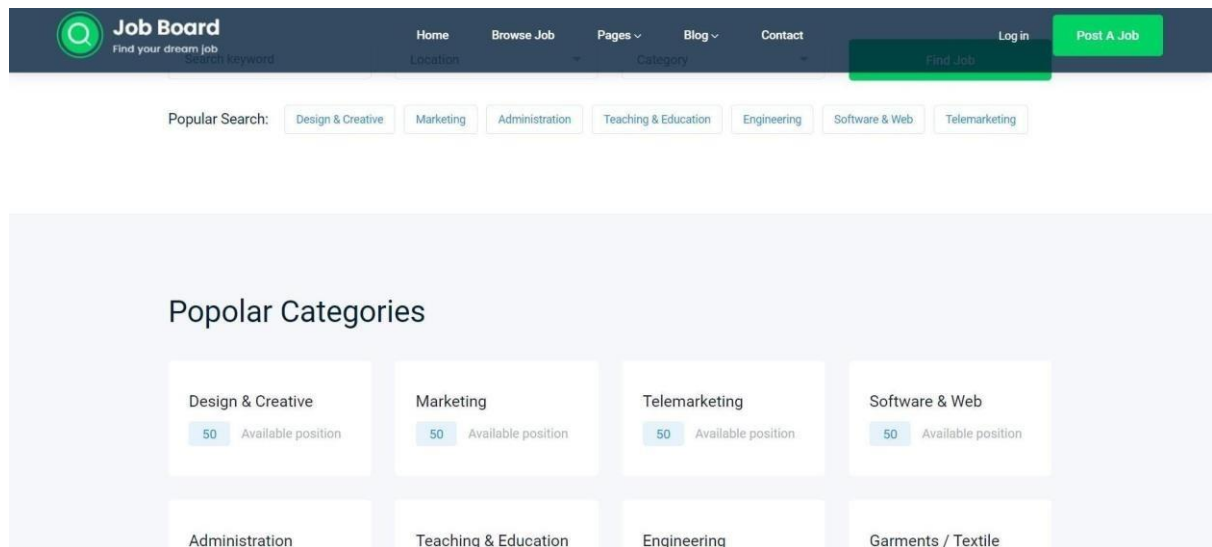 Job Board
Find your dream job
Home Browse Job Pages Blog Contact Log in Post A Job
Search keyword Location Category Find Job
Popular Search: Design & Creative Marketing Administration Teaching & Education Engineering Software & Web Telemarketing
Popolar Categories
Design & Creative Marketing Telemarketing Software & Web
50 Available position 50 Available position 50 Available position 50 Available position
Administration Teaching & Education Engineering Garments / Textile